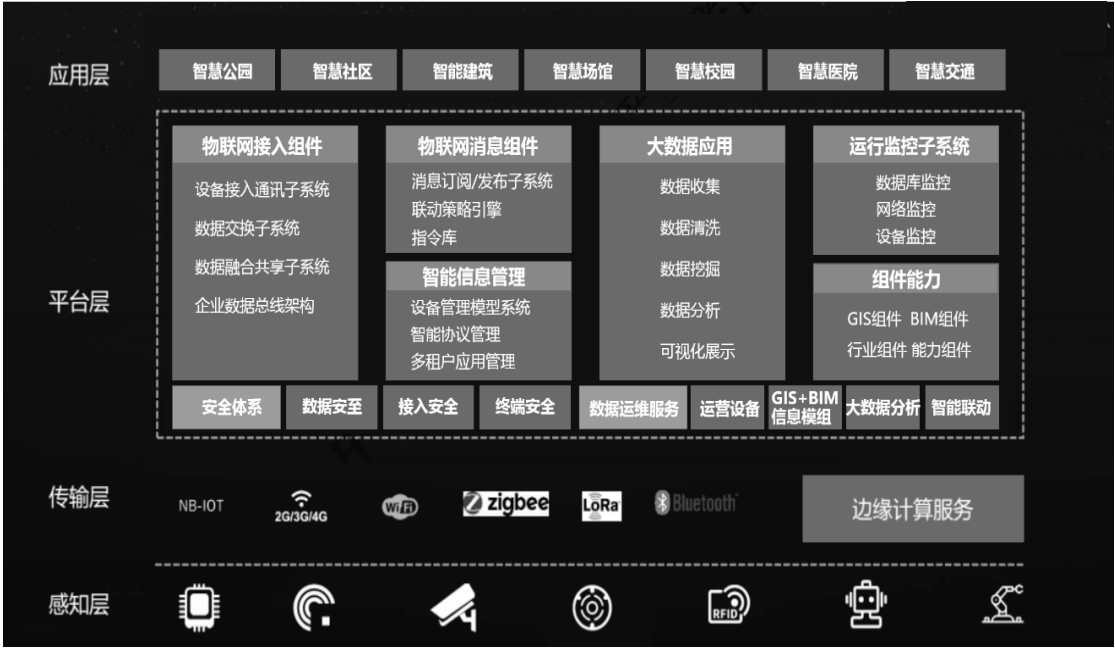 应用层
智慧公园 智慧社区 智能建筑 智慧场馆 智慧校园 智慧医院 智慧交通
平台层
物联网接入组件
设备接入通讯子系统
数据交换子系统
数据融合共享子系统
企业数据总线架构
物联网消息组件
消息订阅/发布子系统
联动策略引擎
指令库
智能信息管理
设备管理模型系统
智能协议管理
多租户应用管理
大数据应用
数据收集
数据清洗
数据挖掘
数据分析
可视化展示
运行监控子系统
数据库监控
网络监控
设备监控
组件能力
GIS组件 BIM组件
行业组件 能力组件
安全体系 数据安至 接入安全 终端安全 数据运维服务 运营设备
GIS+BIM
信息模组
大数据分析 智能联动
传输层
NB-IOT
2G/3G/4G
WiFi
zigbee
LoRa
Bluetooth
边缘计算服务
感知层
RFID